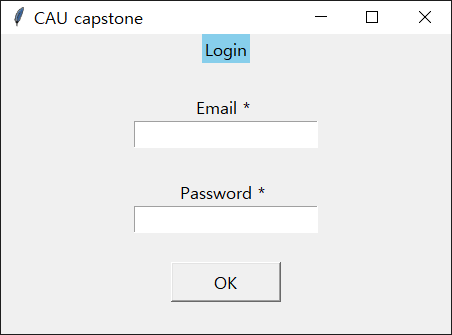 CAU capstone
Login
Email *
Password *
OK